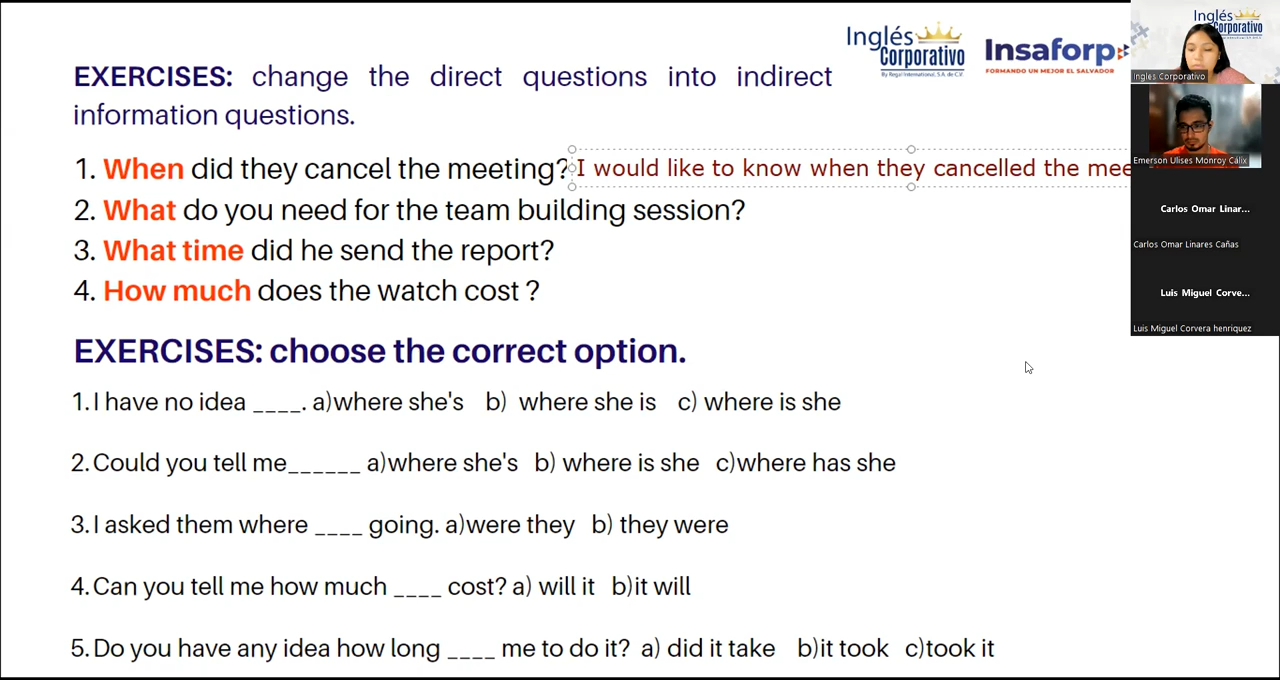 Inglés
Corporativo
By Regal International, S.A. de C.V.
Insaforp
FORMANDO UN MEJOR EL SALVADOR
EXERCISES: change the direct questions into indirect
information questions.
1. When did they cancel the meeting? I would like to know when they cancelled the mee
2. What do you need for the team building session?
3. What time did he send the report?
4. How much does the watch cost ?
EXERCISES: choose the correct option.
1. I have no idea ____. a)where she's b) where she is c) where is she
2. Could you tell me______ a)where she's b) where is she c)where has she
3. I asked them where ____ going. a)were they b) they were
4. Can you tell me how much ____ cost? a) will it b)it will
5. Do you have any idea how long ____ me to do it? a) did it take b)it took c)took it
Inglés
Corporativo
Ingles Corporativo
Emerson Ulises Monroy Cálix
Carlos Omar Linar...
Carlos Omar Linares Cañas
Luis Miguel Corve...
Luis Miguel Corvera henriquez